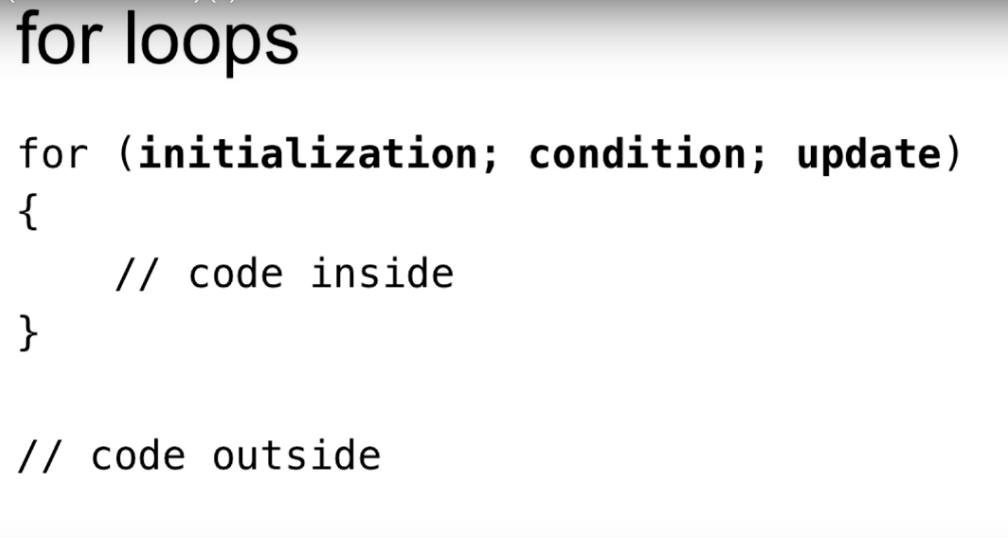 for loops
for (initialization; condition; update)
{
// code inside
}
// code outside